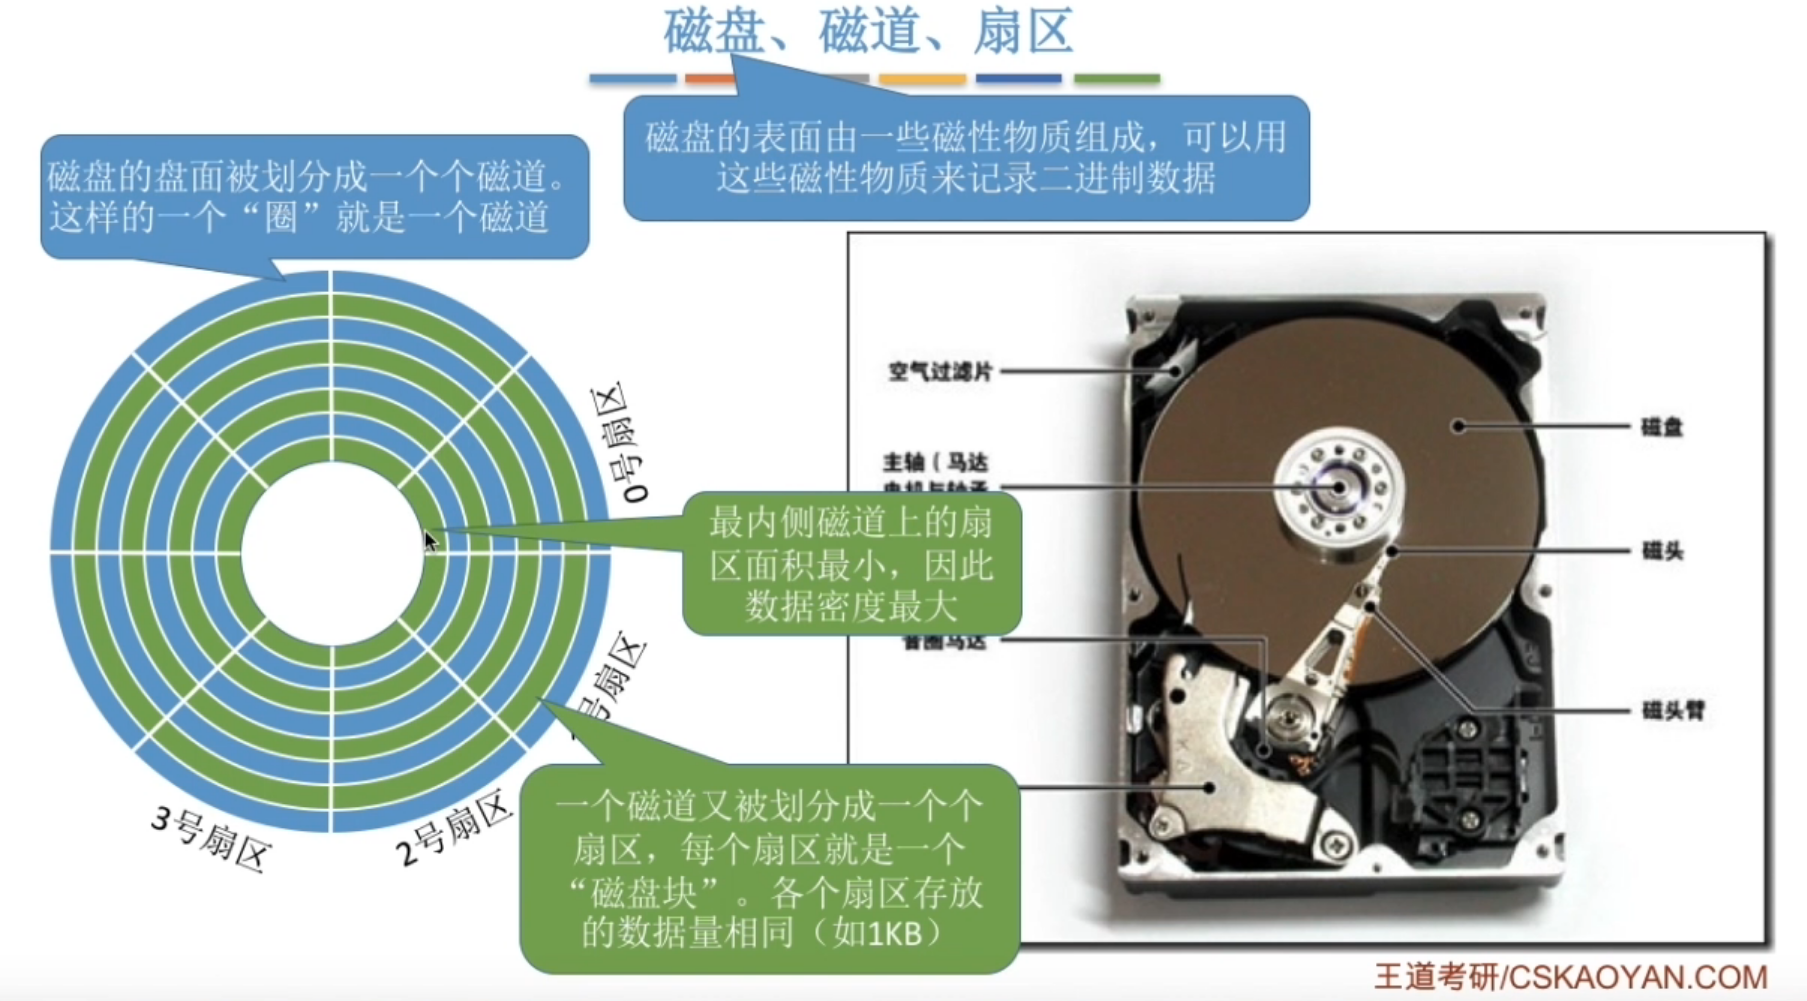 磁盘、磁道、扇区
磁盘的表面由一些磁性物质组成，可以用
这些磁性物质来记录二进制数据
磁盘的盘面被划分成一个个磁道。
这样的一个“圈”就是一个磁道
空气过滤片
磁盘
0号扇区
主轴（马达
最内侧磁道上的扇
区面积最小，因此
数据密度最大
磁头
音圈马达
号扇区
磁头臂
一个磁道又被划分成一个个
扇区，每个扇区就是一个
“磁盘块”。各个扇区存放
的数据量相同（如1KB）
3号扇区
2号扇区
王道考研/CSKAOYAN.COM